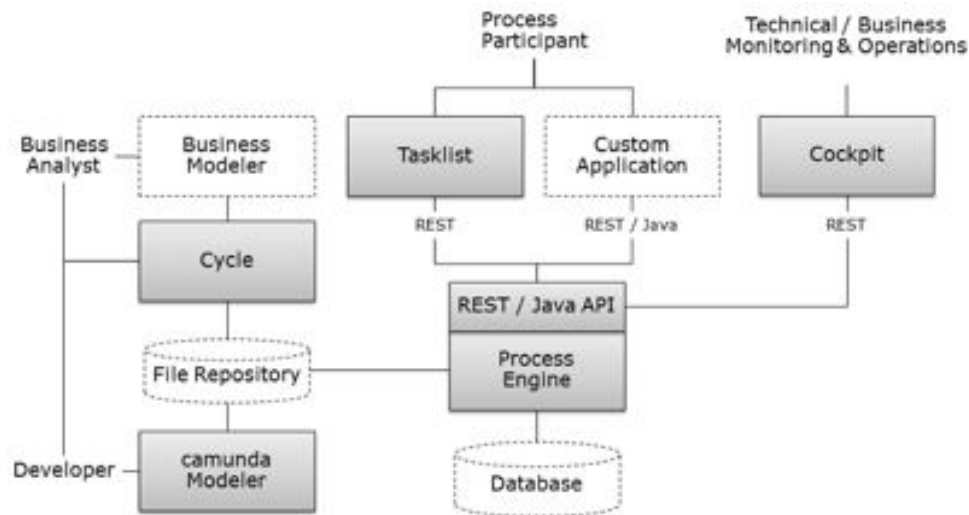 Process
Participant
Technical / Business
Monitoring & Operations
Business
Analyst
Business
Modeler
Tasklist
Custom
Application
Cockpit
REST
REST / Java
REST
Cycle
REST / Java API
Process
Engine
File Repository
Developer
camunda
Modeler
Database